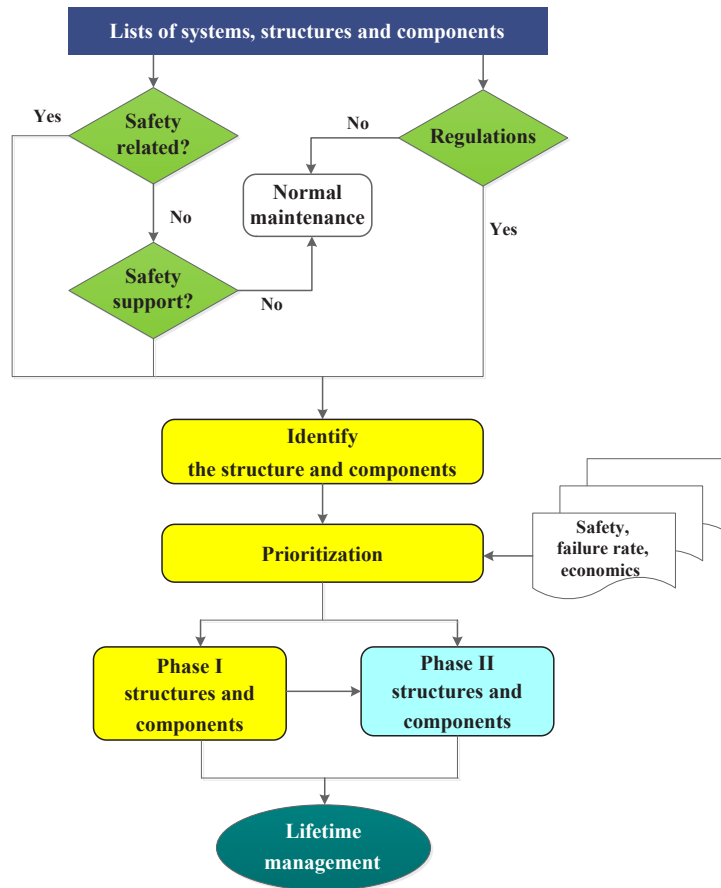 Lists of systems, structures and components
Yes
Safety
related?
No
Regulations
Normal
maintenance
No
Yes
Safety
support?
No
Identify
the structure and components
Prioritization
Safety,
failure rate,
economics
Phase I
structures and
components
Phase II
structures and
components
Lifetime
management